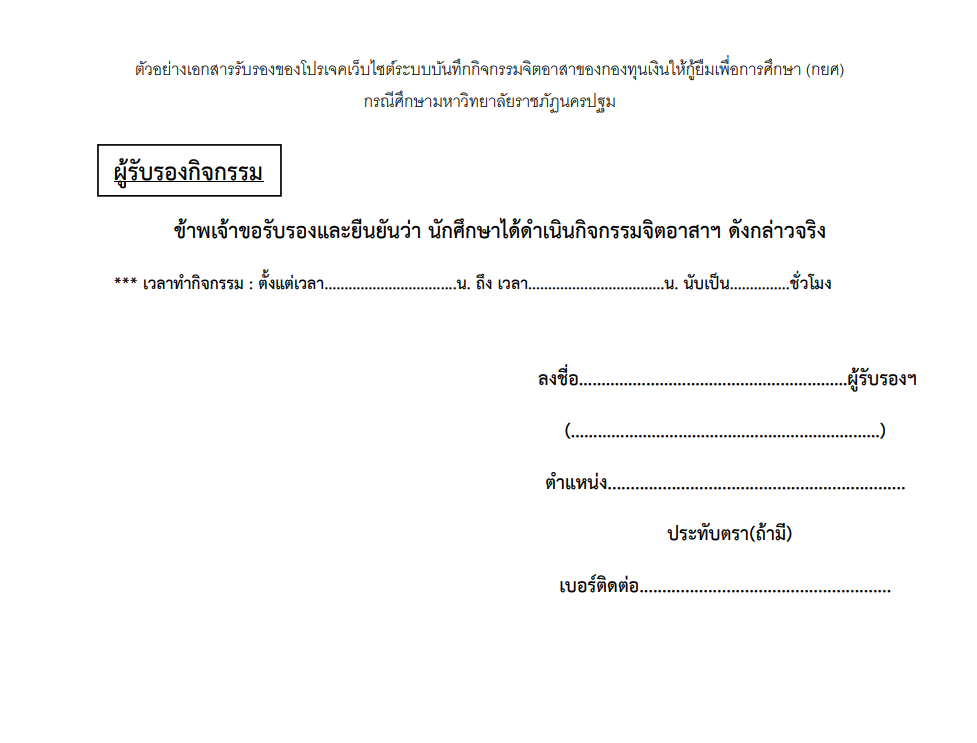 ตัวอย่างเอกสารรับรองของโปรเจคเว็บไซต์ระบบบันทึกกิจกรรมจิตอาสาของกองทุนเงินให้กู้ยืมเพื่อการศึกษา (กยศ)
กรณีศึกษามหาวิทยาลัยราชภัฏนครปฐม
ผู้รับรองกิจกรรม
ข้าพเจ้าขอรับรองและยืนยันว่า นักศึกษาได้ดำเนินกิจกรรมจิตอาสาฯ ดังกล่าวจริง
*** เวลาทำกิจกรรม : ตั้งแต่เวลา.................................น. ถึง เวลา..................................น. นับเป็น...............ชั่วโมง
ลงชื่อ............................................................ผู้รับรองฯ
(.....................................................................)
ตำแหน่ง.................................................................
ประทับตรา(ถ้ามี)
เบอร์ติดต่อ.......................................................